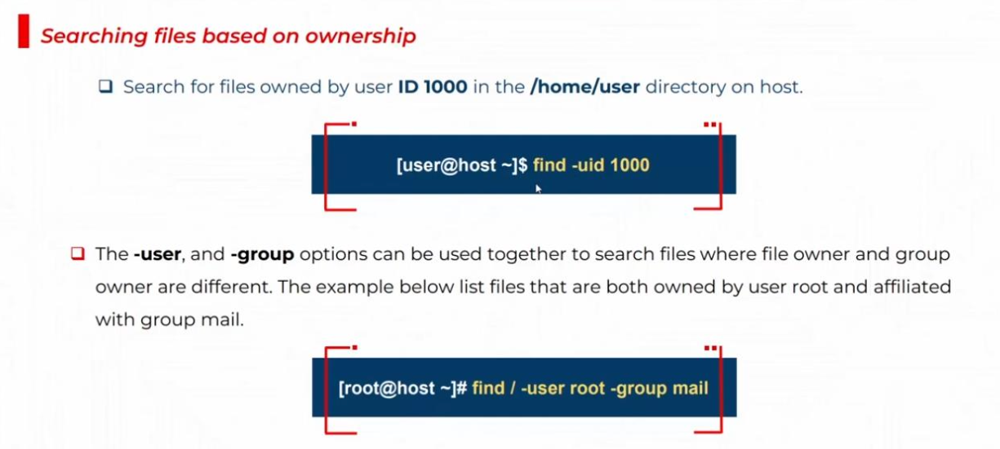 Searching files based on ownership
❑ Search for files owned by user ID 1000 in the /home/user directory on host.
[user@host ~]$ find -uid 1000
❑ The -user, and -group options can be used together to search files where file owner and group
owner are different. The example below list files that are both owned by user root and affiliated
with group mail.
[root@host ~]# find / -user root -group mail